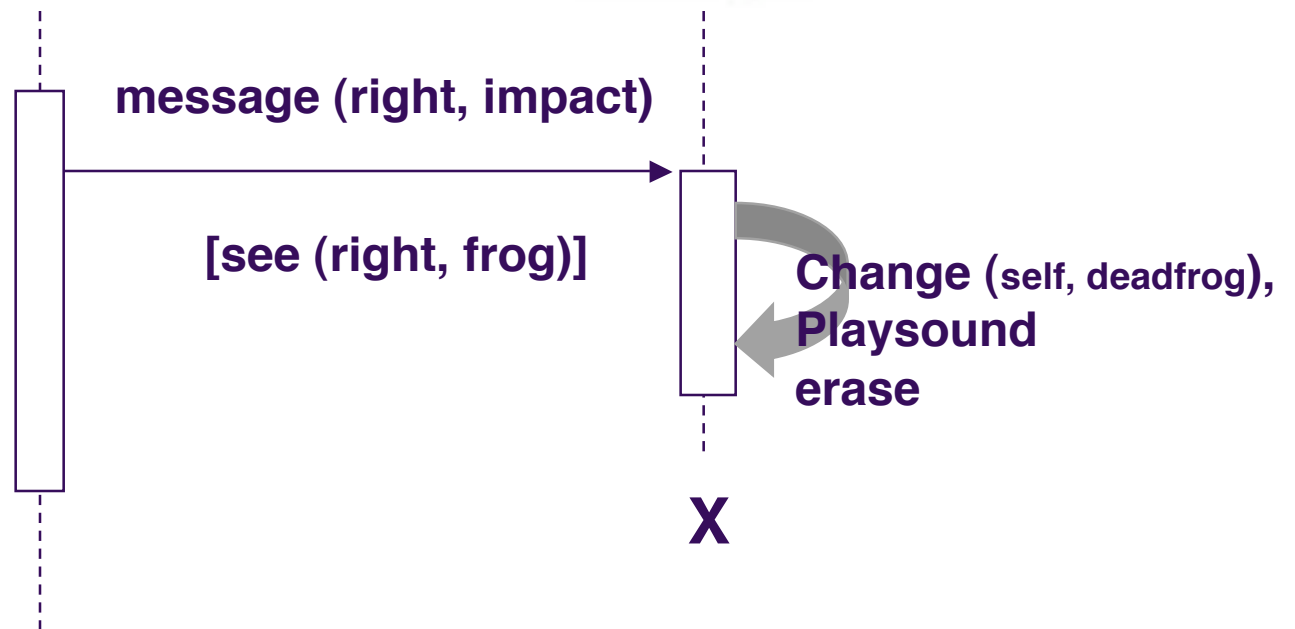 message (right, impact)
[see (right, frog)]
Change (self, deadfrog),
Playsound
erase
X